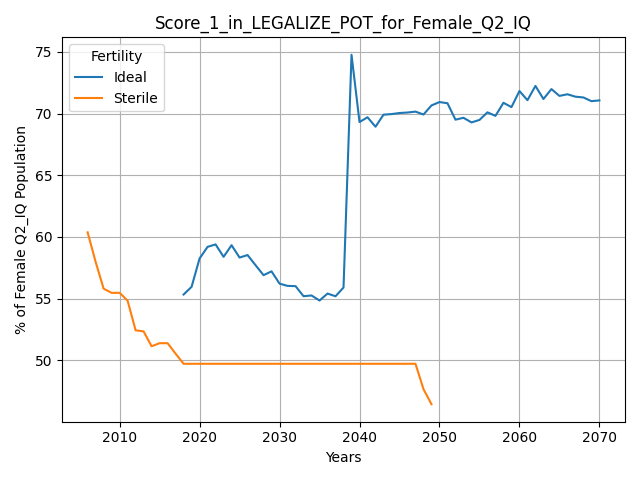 Score_1_in_LEGALIZE_POT_for_Female_Q2_IQ
Fertility
Ideal
Sterile
% of Female Q2_IQ Population
75
70
65
60
55
50
2010 2020 2030 2040 2050 2060 2070
Years